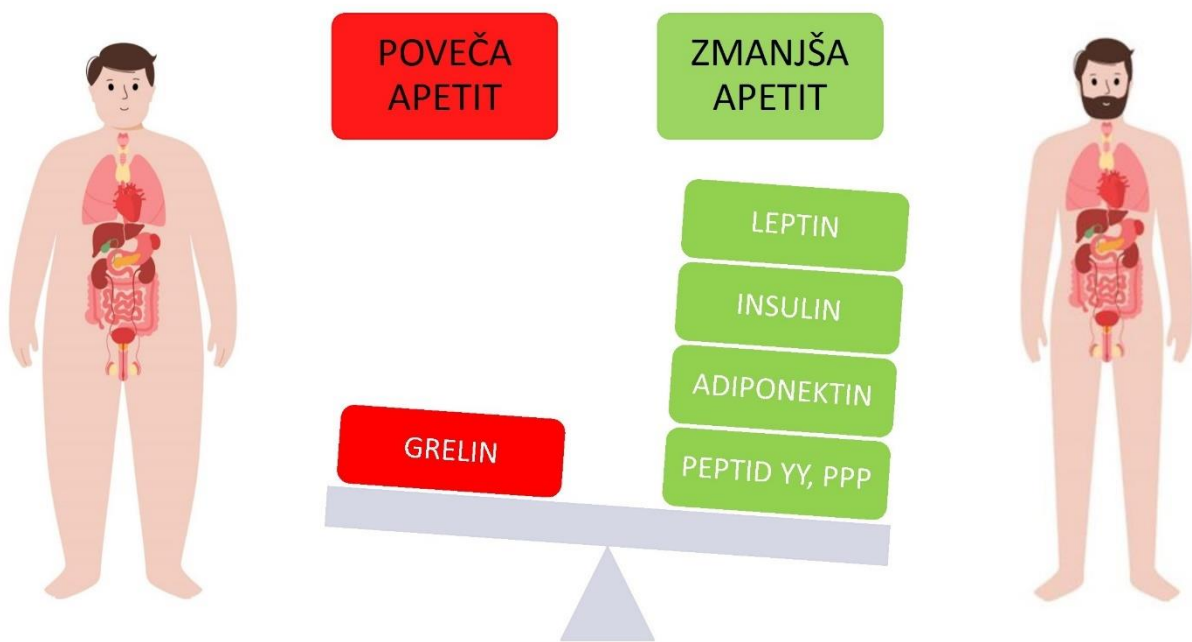 POVEČA
APETIT
ZMANJŠA
APETIT
LEPTIN
INSULIN
ADIPONEKTIN
GRELIN
PEPTID YY, PPP